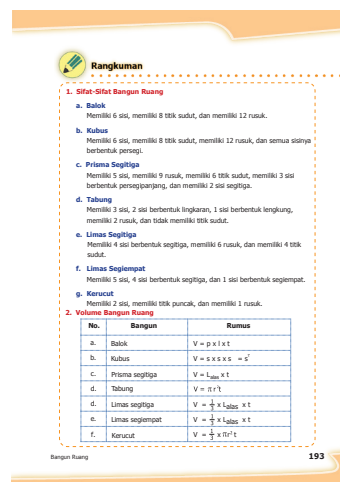 Rangkuman
1. Sifat-Sifat Bangun Ruang
a. Balok
Memiliki 6 sisi, memiliki 8 titik sudut, dan memiliki 12 rusuk.
b. Kubus
Memiliki 6 sisi, memiliki 8 titik sudut, memiliki 12 rusuk, dan semua sisinya
berbentuk persegi.
c. Prisma Segitiga
Memiliki 5 sisi, memiliki 9 rusuk, memiliki 6 titik sudut, memiliki 3 sisi
berbentuk persegipanjang, dan memiliki 2 sisi segitiga.
d. Tabung
Memiliki 3 sisi, 2 sisi berbentuk lingkaran, 1 sisi berbentuk lengkung,
memiliki 2 rusuk, dan tidak memiliki titik sudut.
e. Limas Segitiga
Memiliki 4 sisi berbentuk segitiga, memiliki 6 rusuk, dan memiliki 4 titik
sudut.
f. Limas Segiempat
Memiliki 5 sisi, 4 sisi berbentuk segitiga, dan 1 sisi berbentuk segiempat.
g. Kerucut
Memiliki 2 sisi, memiliki titik puncak, dan memiliki 1 rusuk.
2. Volume Bangun Ruang
No. Bangun Rumus
a. Balok V = p x l x t
b. Kubus V = s x s x s = s³
c. Prisma segitiga V = Lalas x t
d. Tabung V = π r²t
d. Limas segitiga V = 1/3 x Lalas x t
e. Limas segiempat V = 1/3 x Lalas x t
f. Kerucut V = 1/3 x πr² t
Bangun Ruang 193